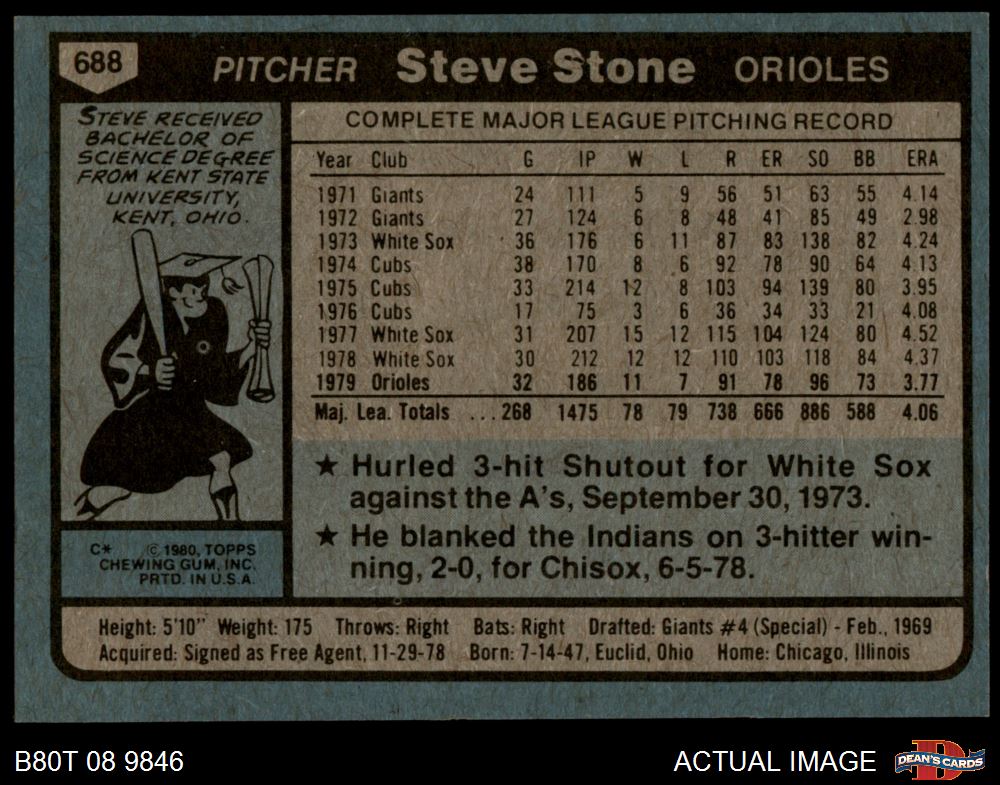 688 PITCHER Steve Stone ORIOLES
STEVE RECEIVED
BACHELOR OF
SCIENCE DEGREE
FROM KENT STATE
UNIVERSITY,
KENT, OHIO.
COMPLETE MAJOR LEAGUE PITCHING RECORD
Year Club G IP W L R ER SO BB ERA
1971 Giants 24 111 5 9 56 51 63 55 4.14
1972 Giants 27 124 6 8 48 41 85 49 2.98
1973 White Sox 36 176 6 11 87 83 138 82 4.24
1974 Cubs 38 170 8 6 92 78 90 64 4.13
1975 Cubs 33 214 12 8 103 94 139 80 3.95
1976 Cubs 17 75 3 6 36 34 33 21 4.08
1977 White Sox 31 207 15 12 115 104 124 80 4.52
1978 White Sox 30 212 12 12 110 103 118 84 4.37
1979 Orioles 32 186 11 7 91 78 96 73 3.77
Maj. Lea. Totals ...268 1475 78 79 738 666 886 588 4.06
★ Hurled 3-hit Shutout for White Sox
against the A's, September 30, 1973.
★ He blanked the Indians on 3-hitter win-
ning, 2-0, for Chisox, 6-5-78.
C* © 1980, TOPPS
CHEWING GUM, INC.
PRTD. IN U.S.A.
Height: 5'10" Weight: 175 Throws: Right Bats: Right Drafted: Giants #4 (Special) - Feb., 1969
Acquired: Signed as Free Agent, 11-29-78 Born: 7-14-47, Euclid, Ohio Home: Chicago, Illinois
B80T 08 9846 ACTUAL IMAGE D DEAN'S CARDS